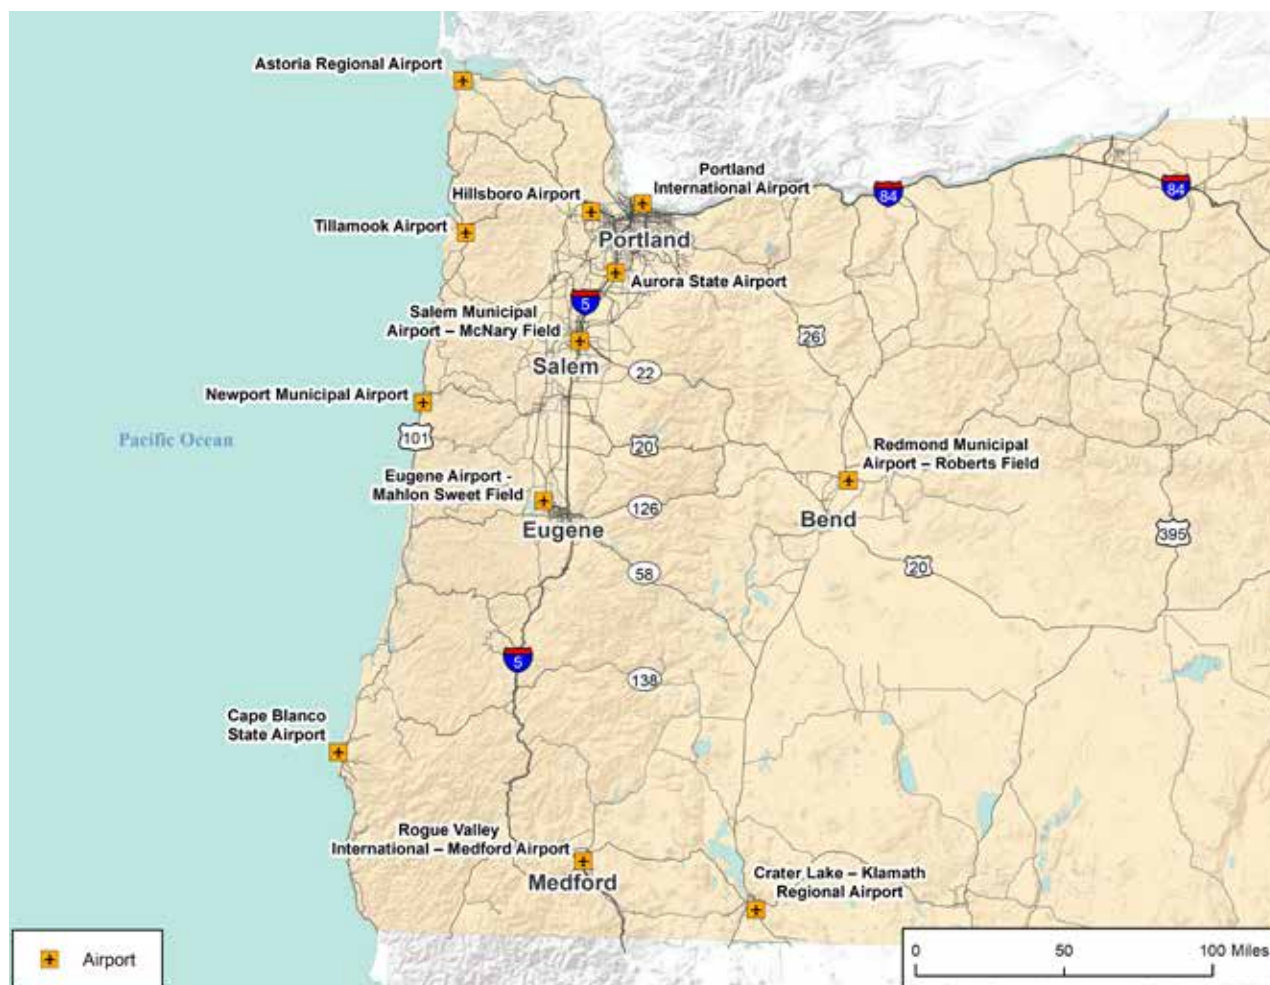 Astoria Regional Airport
Portland
International Airport
84
84
Hillsboro Airport
Tillamook Airport
Portland
Aurora State Airport
5
Salem Municipal
Airport – McNary Field
26
Salem
22
Newport Municipal Airport
101
Pacific Ocean
20
Redmond Municipal
Airport – Roberts Field
Eugene Airport -
Mahlon Sweet Field
126
Bend
Eugene
395
58
20
5
138
Cape Blanco
State Airport
Rogue Valley
International – Medford Airport
Medford
Crater Lake – Klamath
Regional Airport
Airport
0
50
100 Miles